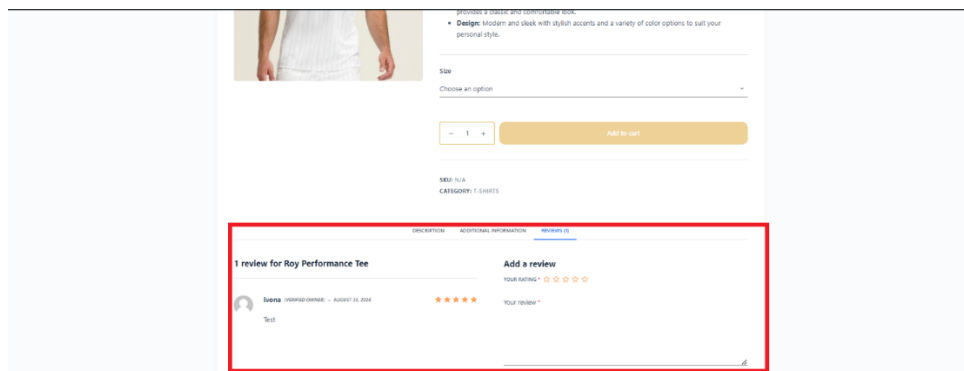 provides a classic and comfortable look.
Design: Modern and sleek with stylish accents and a variety of color options to suit your
personal style.
Size
Choose an option
- 1 +
Add to cart
SKU: N/A
CATEGORY: T-SHIRTS
DESCRIPTION ADDITIONAL INFORMATION REVIEWS (1)
1 review for Roy Performance Tee
ivona (VERIFIED OWNER) – AUGUST 23, 2024
Test
Add a review
YOUR RATING *
Your review *